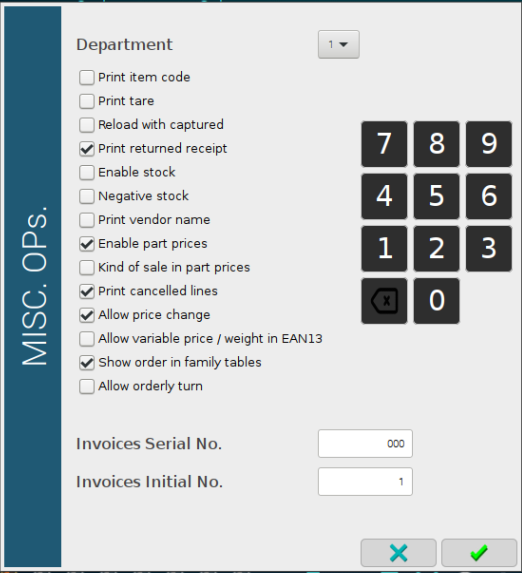 MISC. OPs.
Department
1
Print item code
Print tare
Reload with captured
Print returned receipt
Enable stock
Negative stock
Print vendor name
Enable part prices
Kind of sale in part prices
Print cancelled lines
Allow price change
Allow variable price / weight in EAN13
Show order in family tables
Allow orderly turn
7 8 9
4 5 6
1 2 3
0
Invoices Serial No.
000
Invoices Initial No.
1